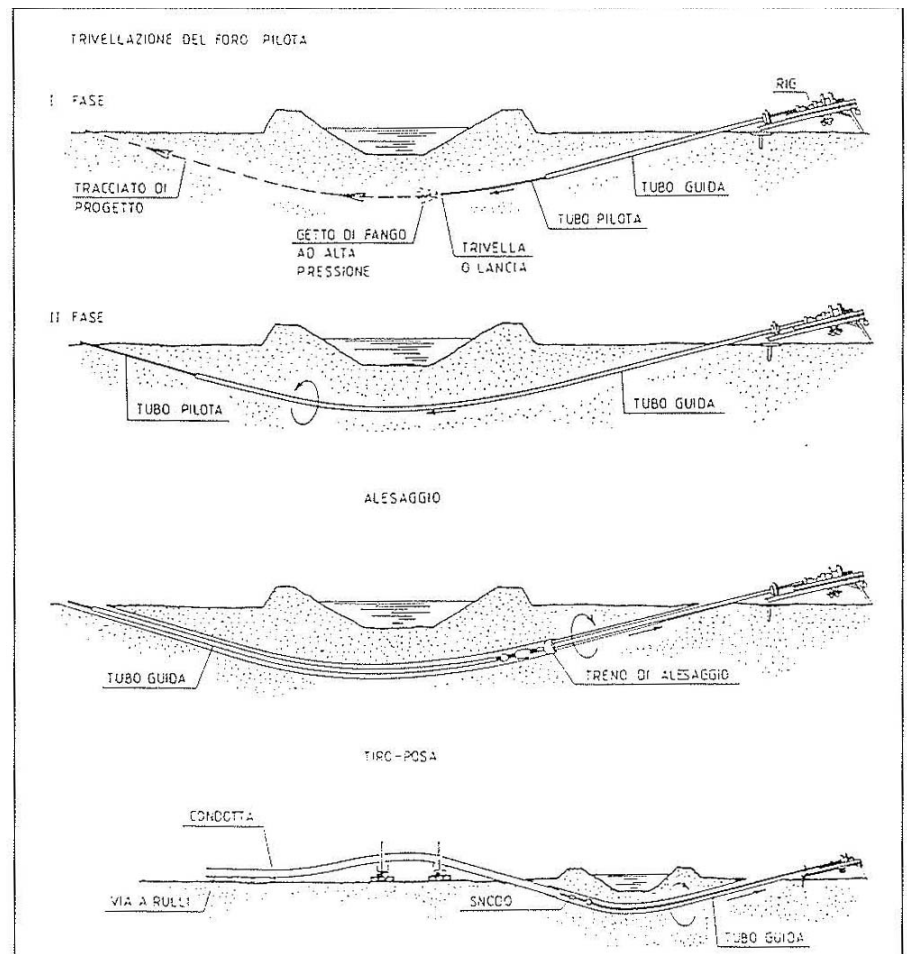 TRIVELLAZIONE DEL FORO PILOTA
I FASE
RIG
TRACCIATO DI
PROGETTO
GETTO DI FANGO
AD ALTA
PRESSIONE
TRIVELLA
O LANCIA
TUBO PILOTA
TUBO GUIDA
II FASE
TUBO PILOTA
TUBO GUIDA
ALESAGGIO
TUBO GUIDA
TRENO DI ALESAGGIO
TIRO-POSA
CONDOTTA
VIA A RULLI
SNODO
TUBO GUIDA